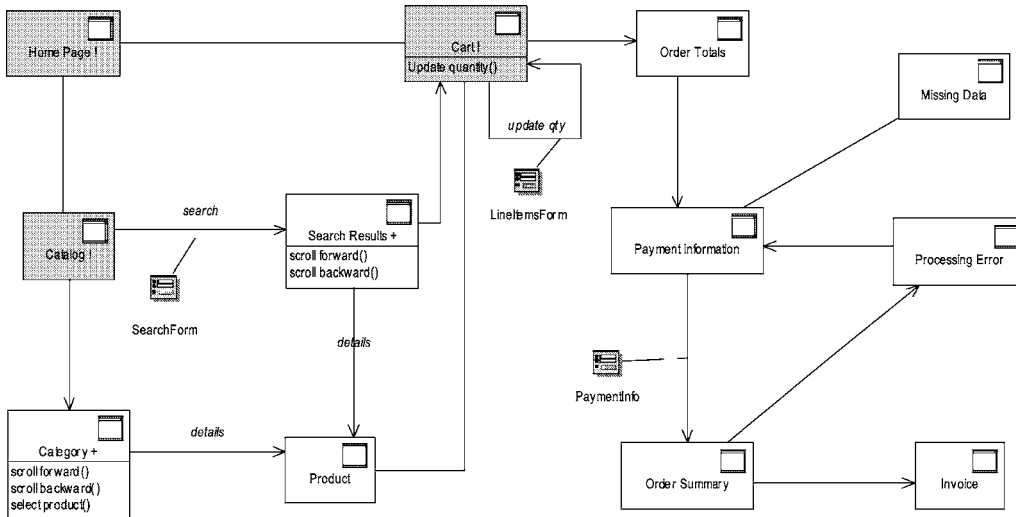 Home Page !
Cart !
Update quantity()
Order Totals
Missing Data
update qty
LineItemsForm
search
Search Results +
scroll forward()
scroll backward()
Catalog !
SearchForm
Payment Information
Processing Error
details
PaymentInfo
Category +
scroll forward()
scroll backward()
select product()
details
Product
Order Summary
Invoice